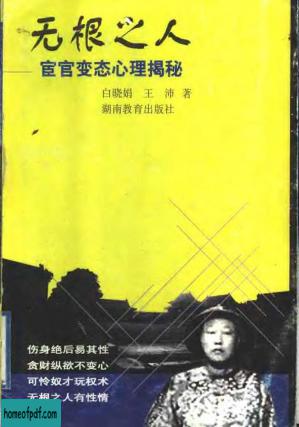 无根之人
宦官变态心理揭秘
白晓娟 王沛 著
湖南教育出版社
伤身绝后易其性
贪财纵欲不变心
可怜奴才玩权术
无根之人有性情
homeofpdf.com